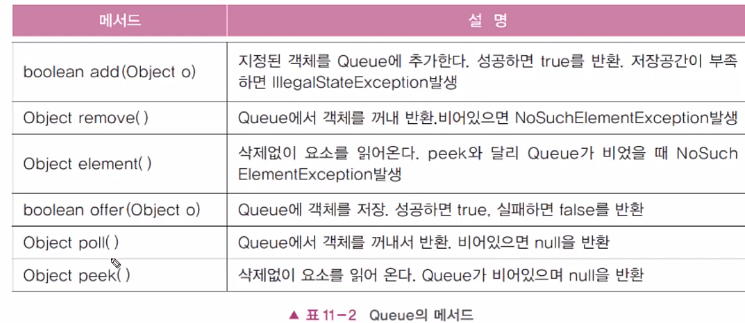 메서드 설 명
boolean add(Object o) 지정된 객체를 Queue에 추가한다. 성공하면 true를 반환. 저장공간이 부족
하면 IllegalStateException발생
Object remove( ) Queue에서 객체를 꺼내 반환.비어있으면 NoSuchElementException발생
Object element( ) 삭제없이 요소를 읽어온다. peek와 달리 Queue가 비었을 때 NoSuch
ElementException발생
boolean offer(Object o) Queue에 객체를 저장. 성공하면 true, 실패하면 false를 반환
Object poll( ) Queue에서 객체를 꺼내서 반환. 비어있으면 null을 반환
Object peek( ) 삭제없이 요소를 읽어 온다. Queue가 비어있으며 null을 반환
▲ 표 11-2 Queue의 메서드